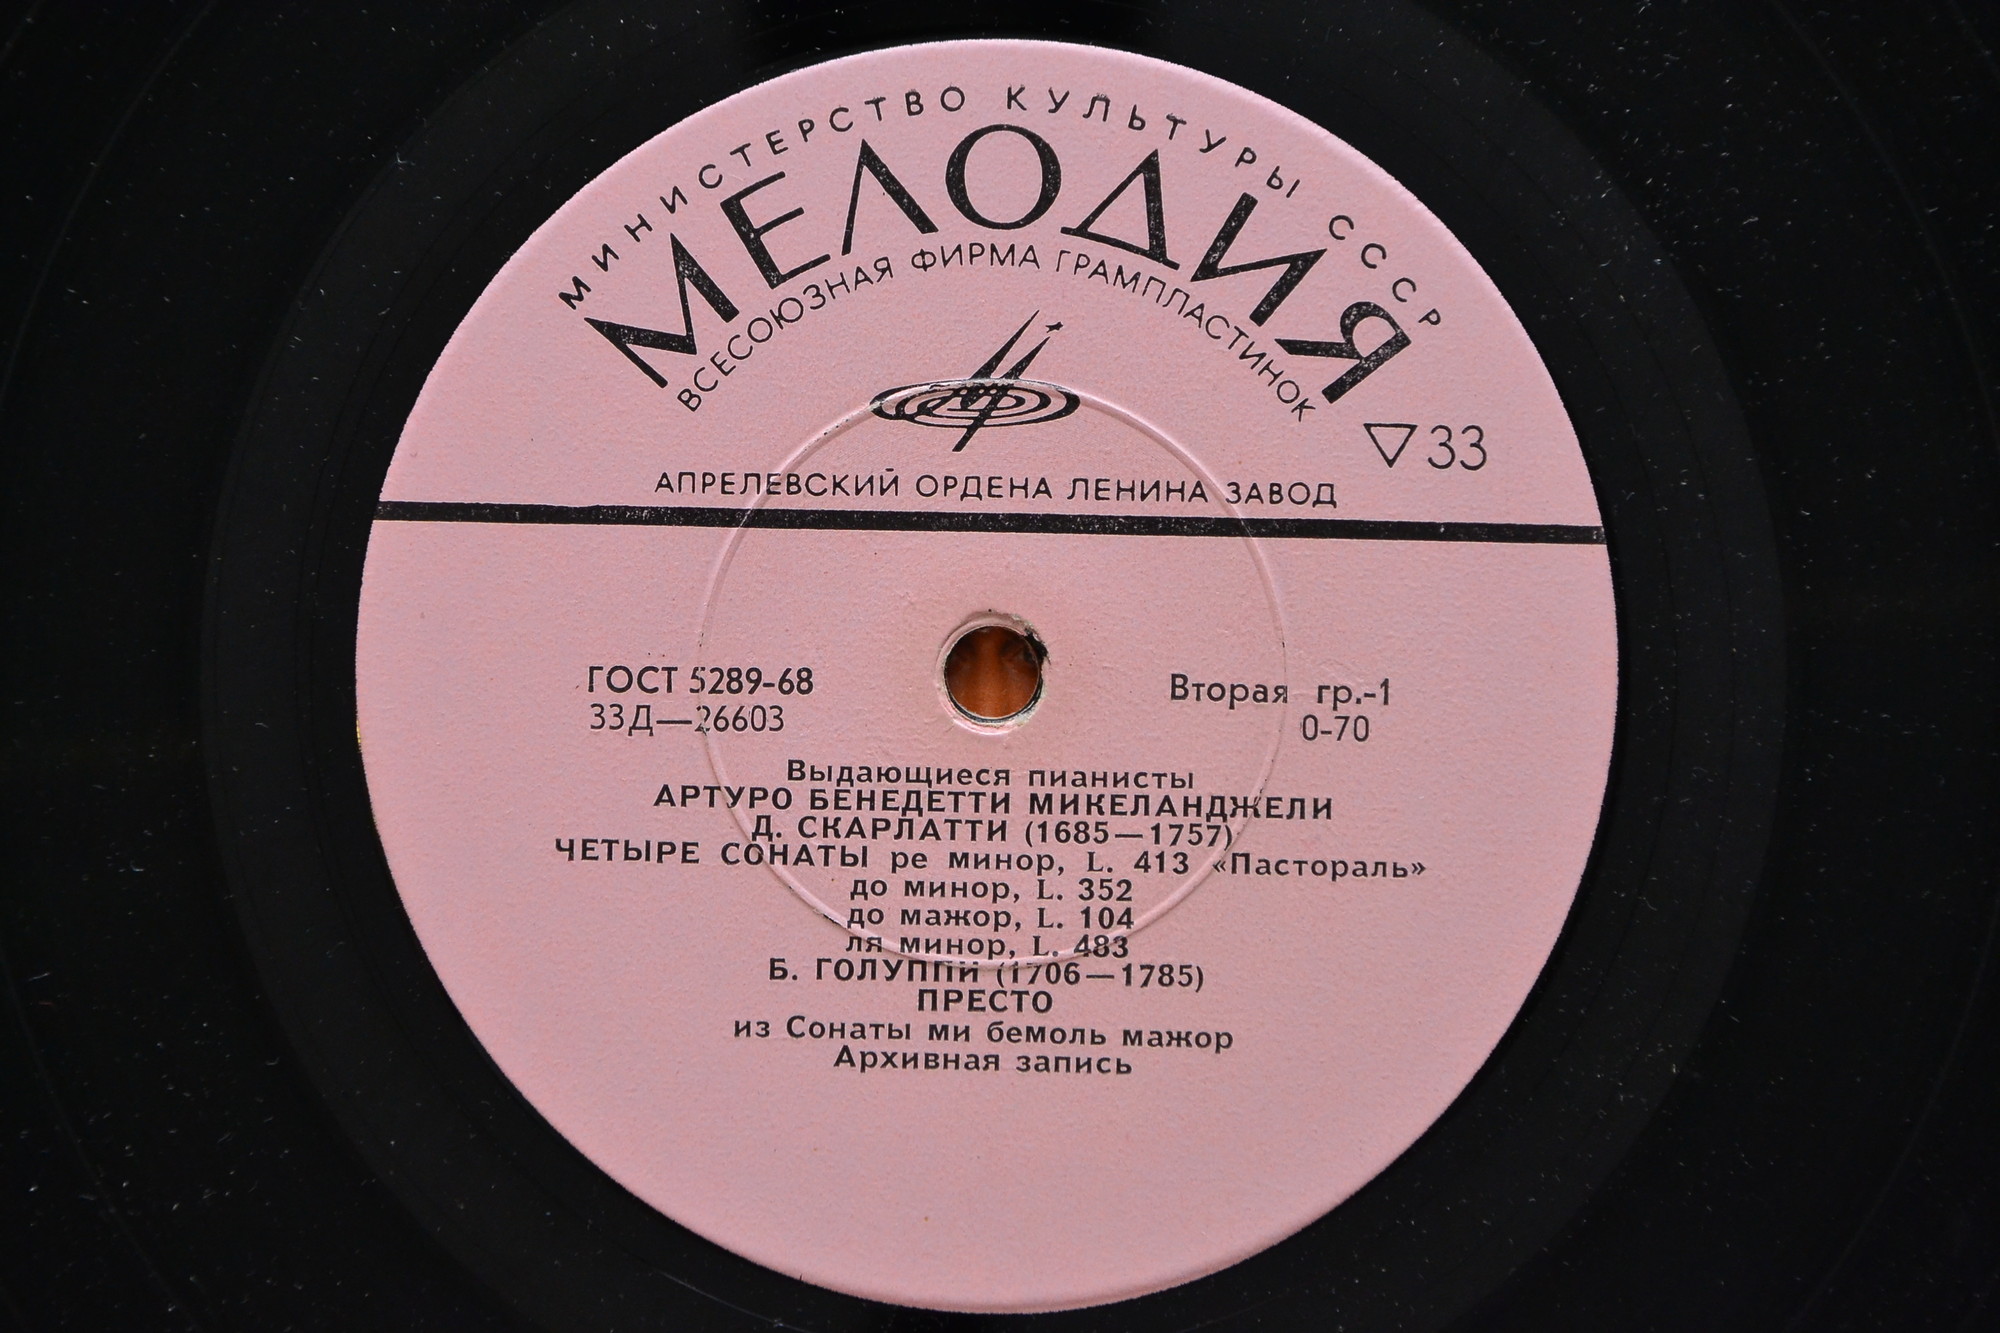 МИНИСТЕРСТВО КУЛЬТУРЫ СССР
МЕЛОДИЯ
ВСЕСОЮЗНАЯ ФИРМА ГРАМПЛАСТИНОК
▽33
АПРЕЛЕВСКИЙ ОРДЕНА ЛЕНИНА ЗАВОД
ГОСТ 5289-68
33Д—26603
Вторая гр.-1
0-70
Выдающиеся пианисты
АРТУРО БЕНЕДЕТТИ МИКЕЛАНДЖЕЛИ
Д. СКАРЛАТТИ (1685—1757)
ЧЕТЫРЕ СОНАТЫ ре минор, L. 413 «Пастораль»
до минор, L. 352
до мажор, L. 104
ля минор, L. 483
Б. ГОЛУППИ (1706—1785)
ПРЕСТО
из Сонаты ми бемоль мажор
Архивная запись